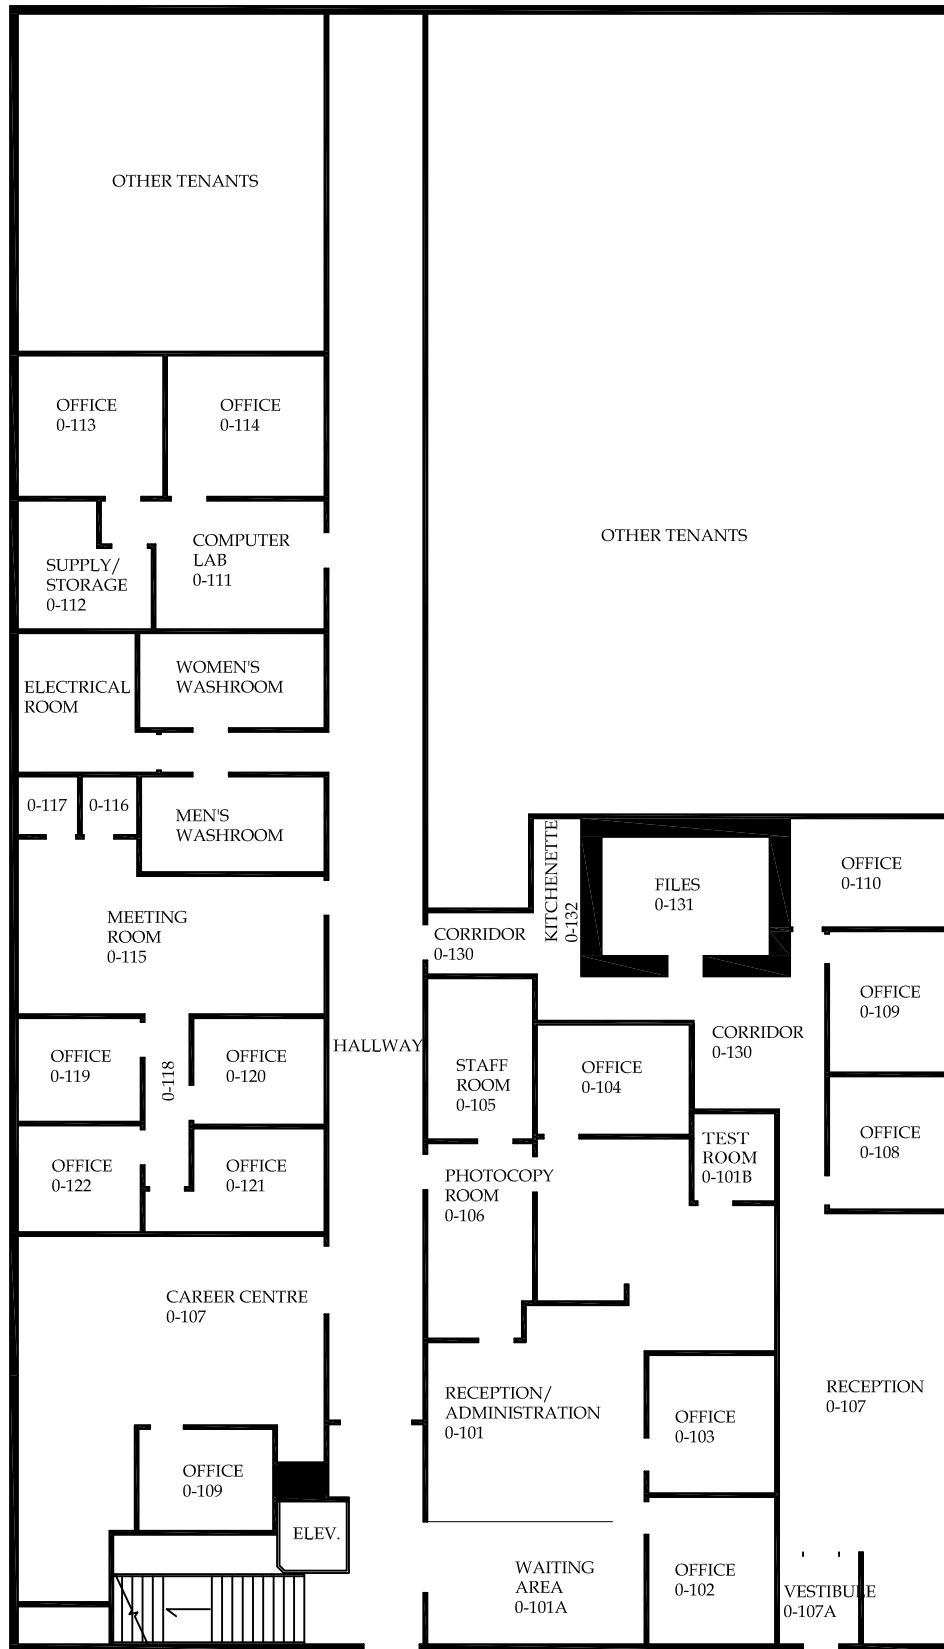 OTHER TENANTS
OFFICE
0-113
OFFICE
0-114
OTHER TENANTS
COMPUTER
LAB
0-111
SUPPLY/
STORAGE
0-112
WOMEN'S
WASHROOM
ELECTRICAL
ROOM
0-117
0-116
MEN'S
WASHROOM
KITCHENETTE
0-132
FILES
0-131
OFFICE
0-110
MEETING
ROOM
0-115
CORRIDOR
0-130
OFFICE
0-109
CORRIDOR
0-130
HALLWAY
OFFICE
0-119
0-118
OFFICE
0-120
STAFF
ROOM
0-105
OFFICE
0-104
OFFICE
0-108
TEST
ROOM
0-101B
OFFICE
0-122
OFFICE
0-121
PHOTOCOPY
ROOM
0-106
CAREER CENTRE
0-107
RECEPTION/
ADMINISTRATION
0-101
RECEPTION
0-107
OFFICE
0-103
OFFICE
0-109
ELEV.
WAITING
AREA
0-101A
OFFICE
0-102
VESTIBULE
0-107A